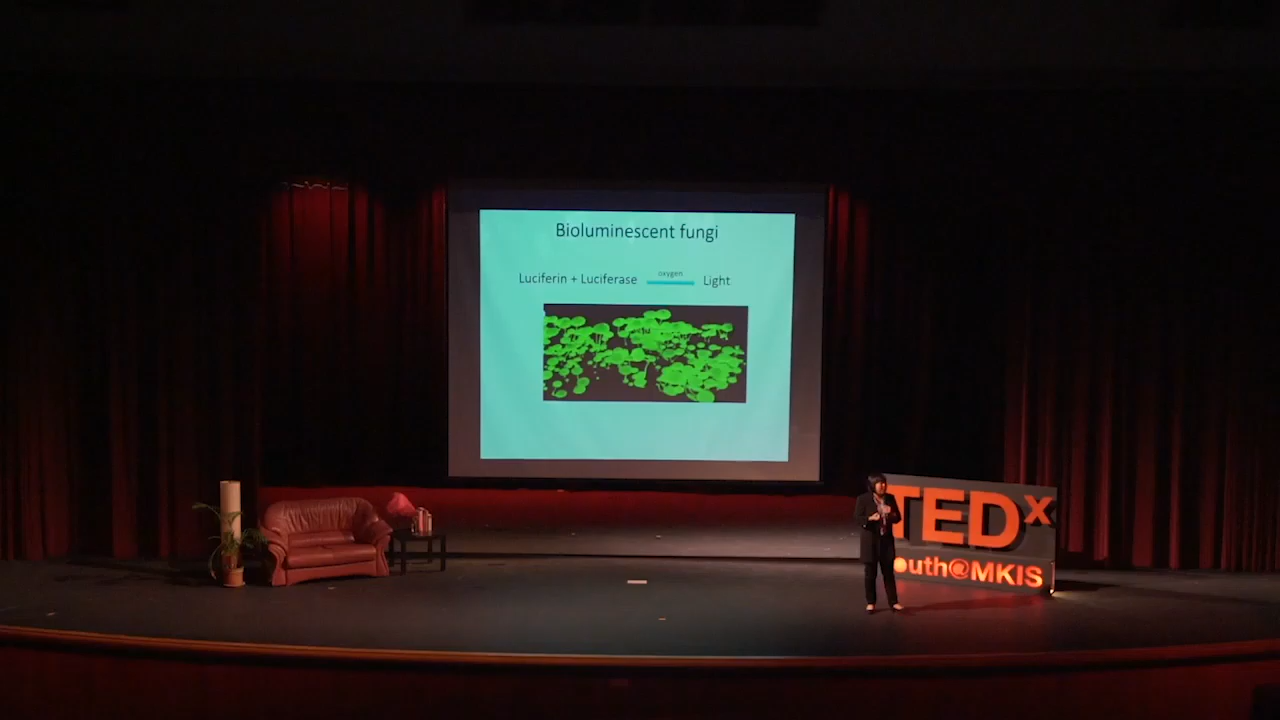 Bioluminescent fungi
oxygen
Luciferin + Luciferase
Light
TEDx
outh@MKIS